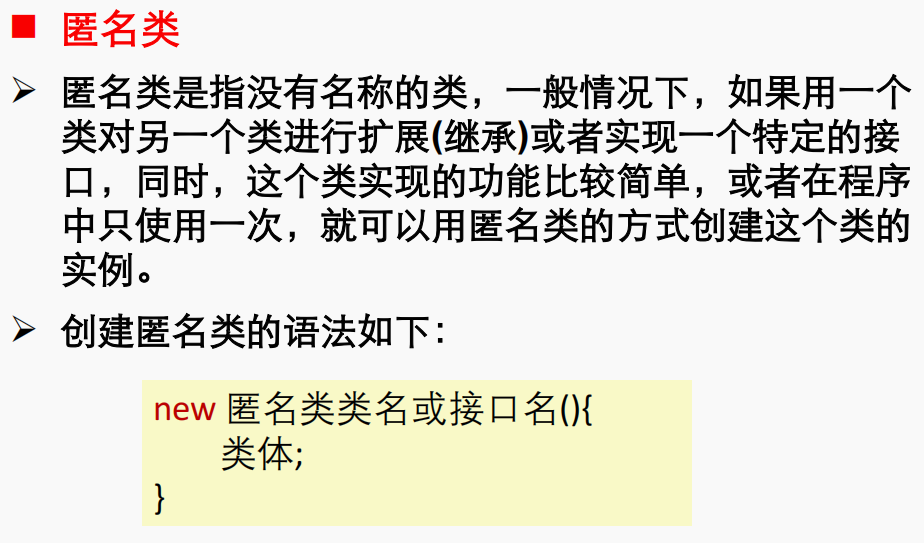 匿名类
匿名类是指没有名称的类，一般情况下，如果用一个
类对另一个类进行扩展(继承)或者实现一个特定的接
口，同时，这个类实现的功能比较简单，或者在程序
中只使用一次，就可以用匿名类的方式创建这个类的
实例。
创建匿名类的语法如下：
new 匿名类类名或接口名(){
类体;
}